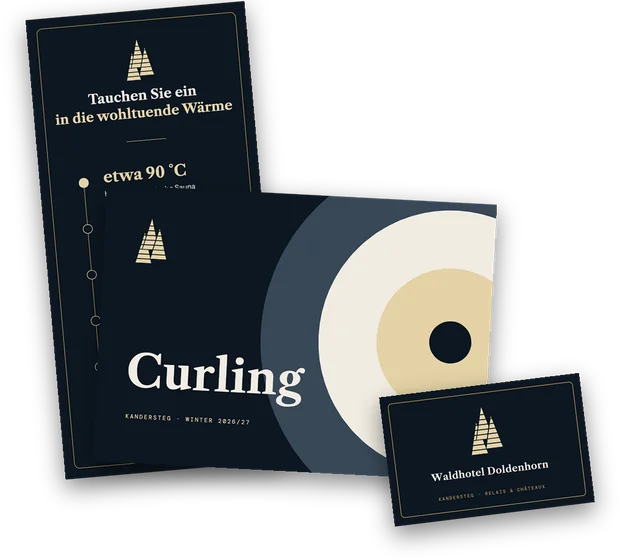 Tauchen Sie ein
in die wohltuende Wärme
etwa 90 °C
Curling
KANDERSTEG · WINTER 2026/27
Waldhotel Doldenhorn
KANDERSTEG · RELAIS & CHÂTEAUX